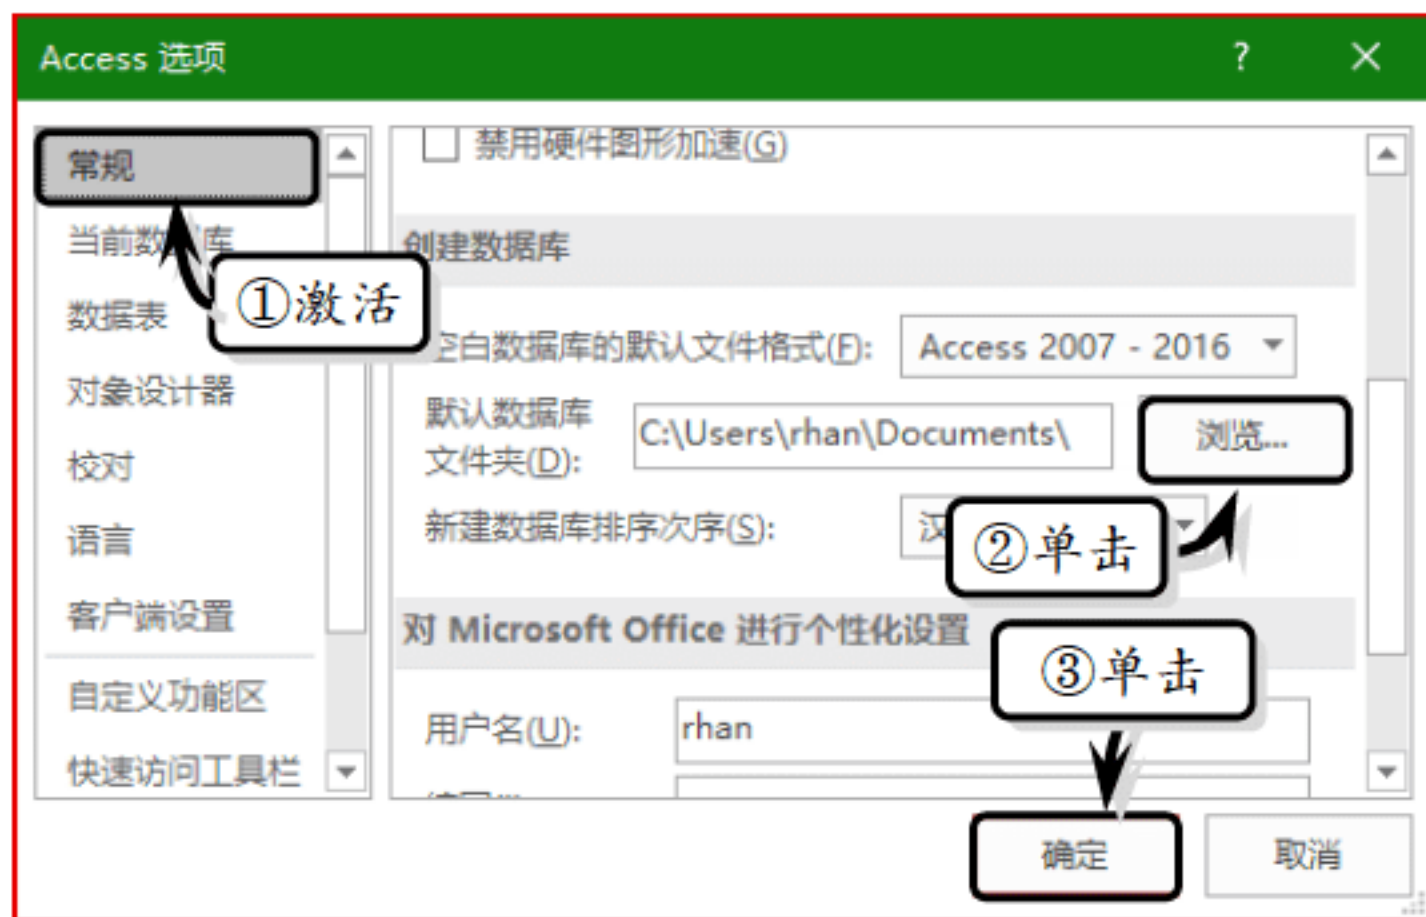 Access 选项
?
常规
当前数据库
数据表
对象设计器
校对
语言
客户端设置
自定义功能区
快速访问工具栏
①激活
禁用硬件图形加速(G)
创建数据库
空白数据库的默认文件格式(F):
Access 2007 - 2016
默认数据库
文件夹(D):
C:\Users\rhan\Documents\
浏览...
新建数据库排序次序(S):
汉
②单击
对 Microsoft Office 进行个性化设置
③单击
用户名(U):
rhan
确定
取消